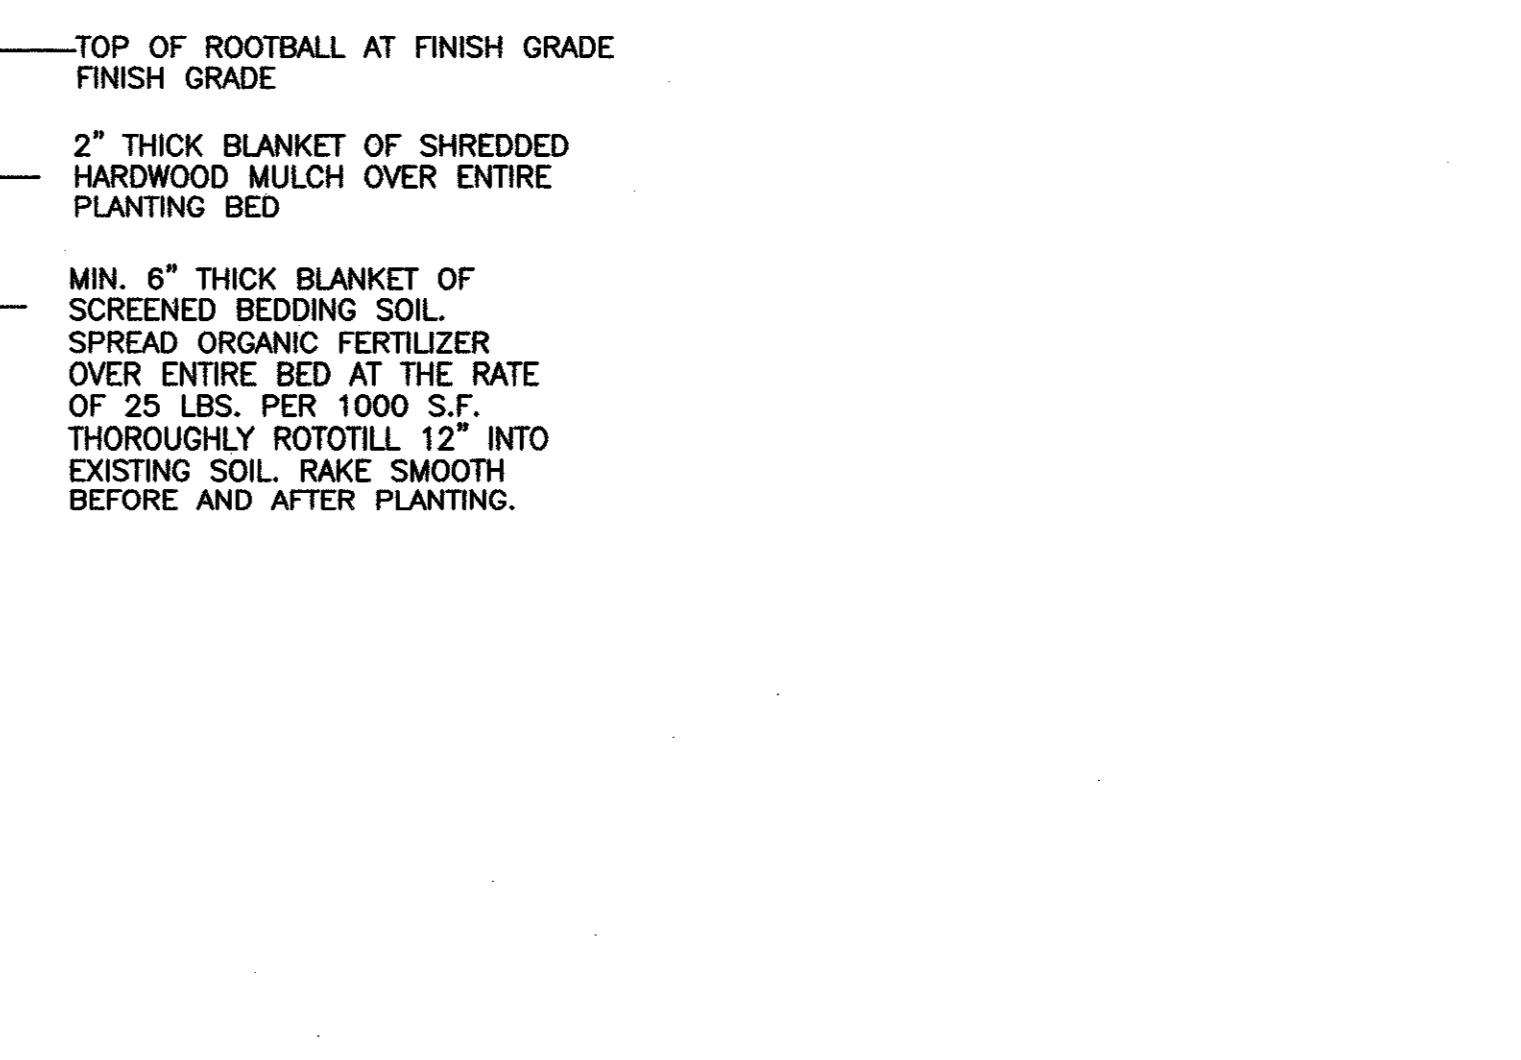 TOP OF ROOTBALL AT FINISH GRADE
FINISH GRADE
2" THICK BLANKET OF SHREDDED
HARDWOOD MULCH OVER ENTIRE
PLANTING BED
MIN. 6" THICK BLANKET OF
SCREENED BEDDING SOIL.
SPREAD ORGANIC FERTILIZER
OVER ENTIRE BED AT THE RATE
OF 25 LBS. PER 1000 S.F.
THOROUGHLY ROTOTILL 12" INTO
EXISTING SOIL. RAKE SMOOTH
BEFORE AND AFTER PLANTING.